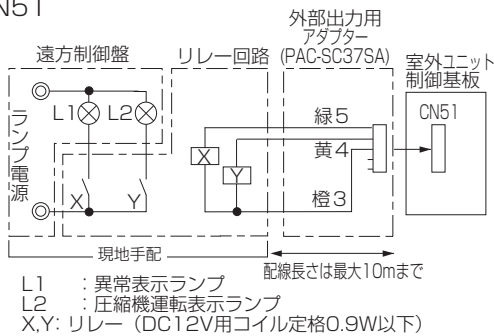 CN51
外部出力用
アダプター
(PAC-SC37SA)
遠方制御盤
リレー回路
室外ユニット
制御基板
CN51
L1
L2
ランプ電源
緑5
黄4
橙3
X
Y
X
Y
現地手配
配線長さは最大10mまで
L1 :異常表示ランプ
L2 :圧縮機運転表示ランプ
X,Y:リレー(DC12V用コイル定格0.9W以下)